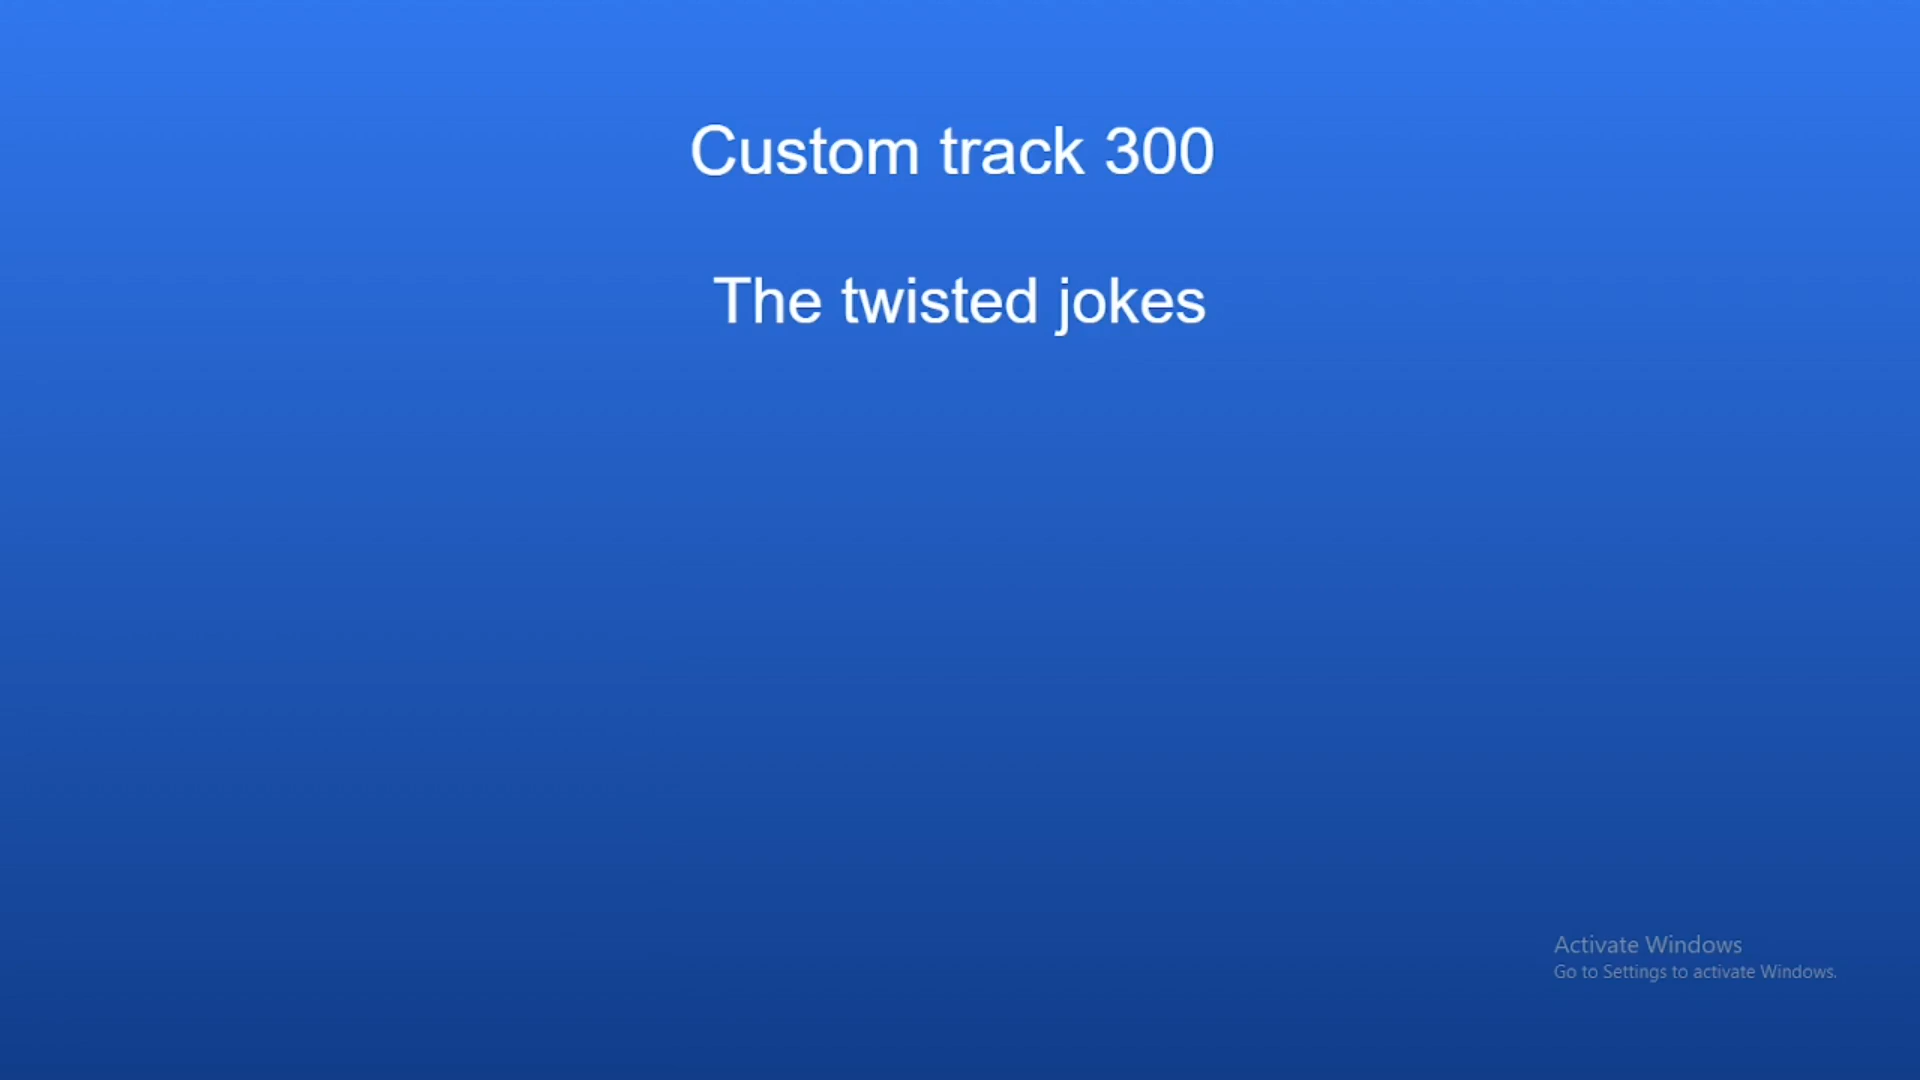 Custom track 300
The twisted jokes
Activate Windows
Go to Settings to activate Windows.